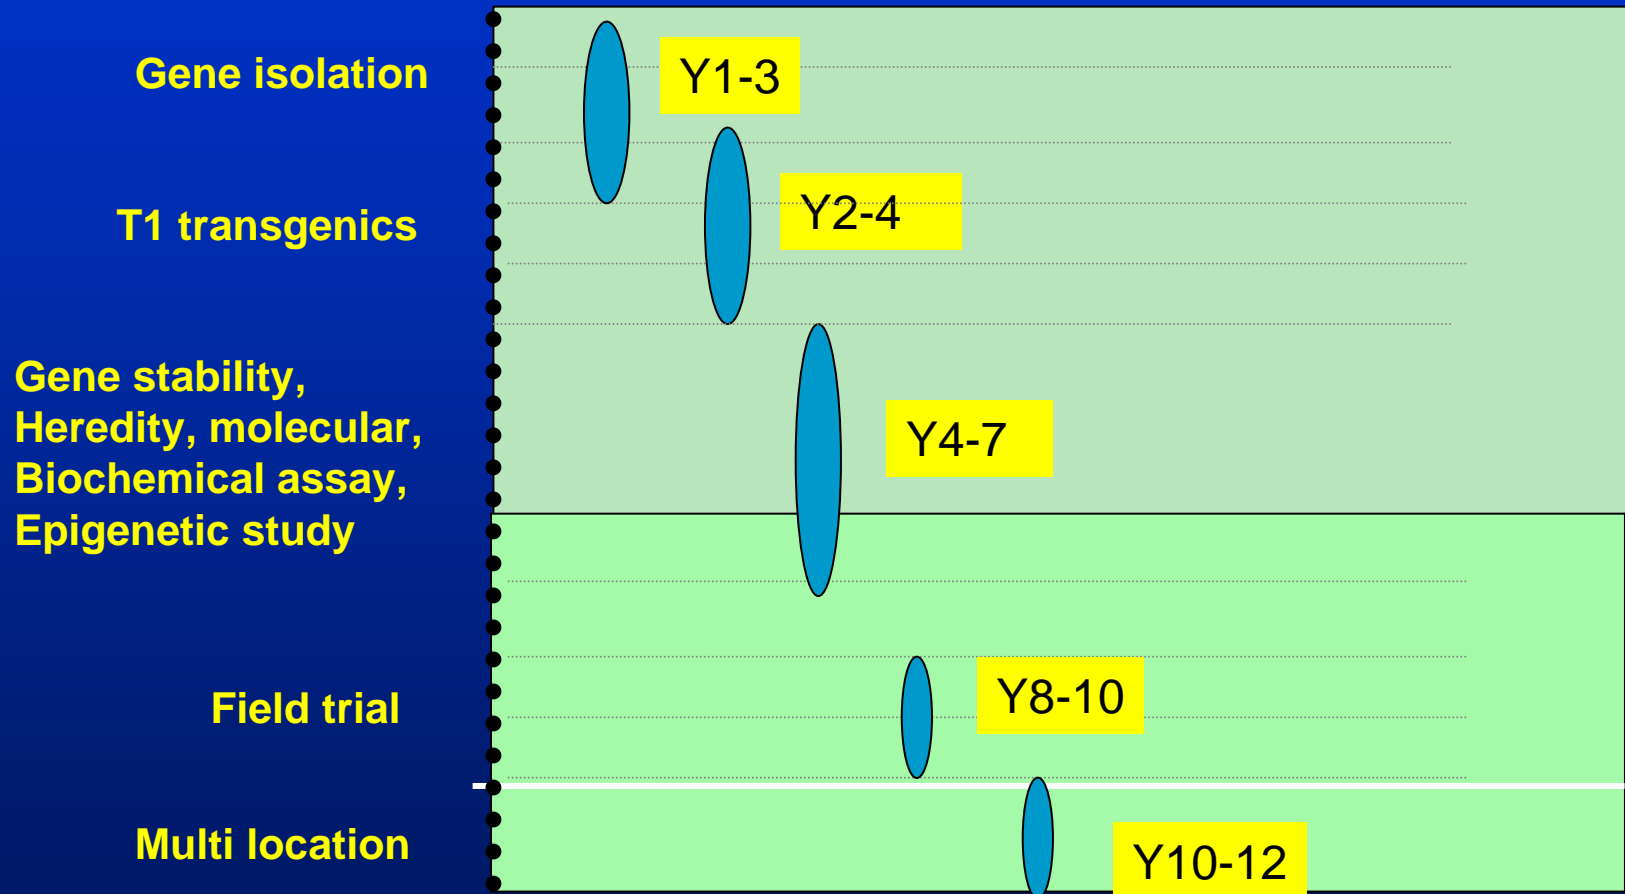 Gene isolation
Y1-3
T1 transgenics
Y2-4
Gene stability,
Heredity, molecular,
Biochemical assay,
Epigenetic study
Y4-7
Field trial
Y8-10
Multi location
Y10-12